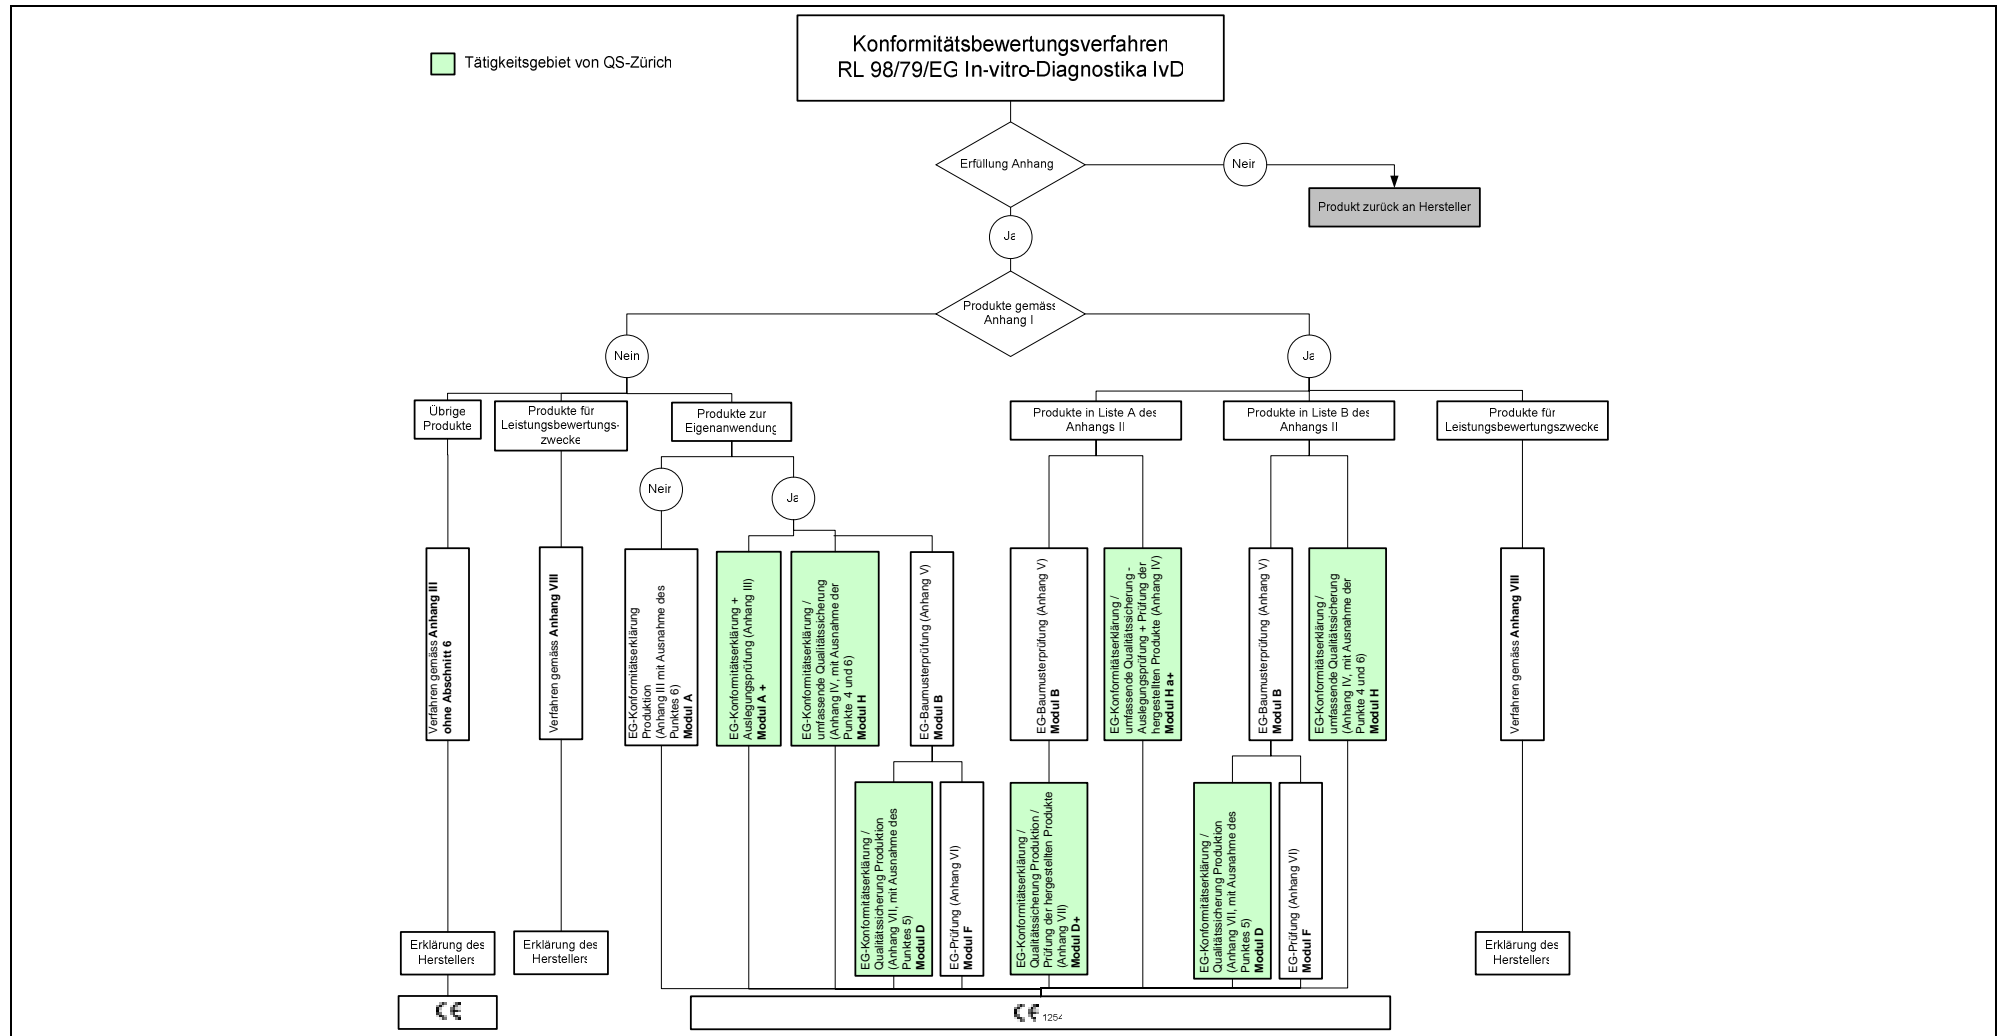 Konformitätsbewertungsverfahren
RL 98/79/EG In-vitro-Diagnostika IvD
Tätigkeitsgebiet von QS-Zürich
Erfüllung Anhang
Nein
Produkt zurück an Hersteller
Ja
Produkte gemäss
Anhang I
Nein
Ja
Übrige
Produkte
Produkte für
Leistungsbewertungs-
zwecke
Produkte zur
Eigenanwendung
Produkte in Liste A des
Anhangs II
Produkte in Liste B des
Anhangs II
Produkte für
Leistungsbewertungszwecke
Nein
Ja
Verfahren gemäss Anhang III
ohne Abschnitt 6
Verfahren gemäss Anhang VIII
EG-Konformitätserklärung
Produktion
(Anhang III mit Ausnahme des
Punktes 6)
Modul A
EG-Konformitätserklärung +
Auslegungsprüfung (Anhang III)
Modul A +
EG-Konformitätserklärung /
umfassende Qualitätssicherung
(Anhang IV, mit Ausnahme der
Punkte 4 und 6)
Modul H
EG-Baumusterprüfung (Anhang V)
Modul B
EG-Baumusterprüfung (Anhang V)
Modul B
EG-Konformitätserklärung /
umfassende Qualitätssicherung -
Auslegungsprüfung + Prüfung der
hergestellten Produkte (Anhang IV)
Modul H a+
EG-Baumusterprüfung (Anhang V)
Modul B
EG-Konformitätserklärung /
umfassende Qualitätssicherung
(Anhang IV, mit Ausnahme der
Punkte 4 und 6)
Modul H
Verfahren gemäss Anhang VIII
EG-Konformitätserklärung /
Qualitätssicherung Produktion
(Anhang VII, mit Ausnahme des
Punktes 5)
Modul D
EG-Prüfung (Anhang VI)
Modul F
EG-Konformitätserklärung /
Qualitätssicherung Produktion /
Prüfung der hergestellten Produkte
(Anhang VII)
Modul D+
EG-Konformitätserklärung /
Qualitätssicherung Produktion
(Anhang VII, mit Ausnahme des
Punktes 5)
Modul D
EG-Prüfung (Anhang VI)
Modul F
Erklärung des
Herstellers
Erklärung des
Herstellers
Erklärung des
Herstellers
CE
CE 1254